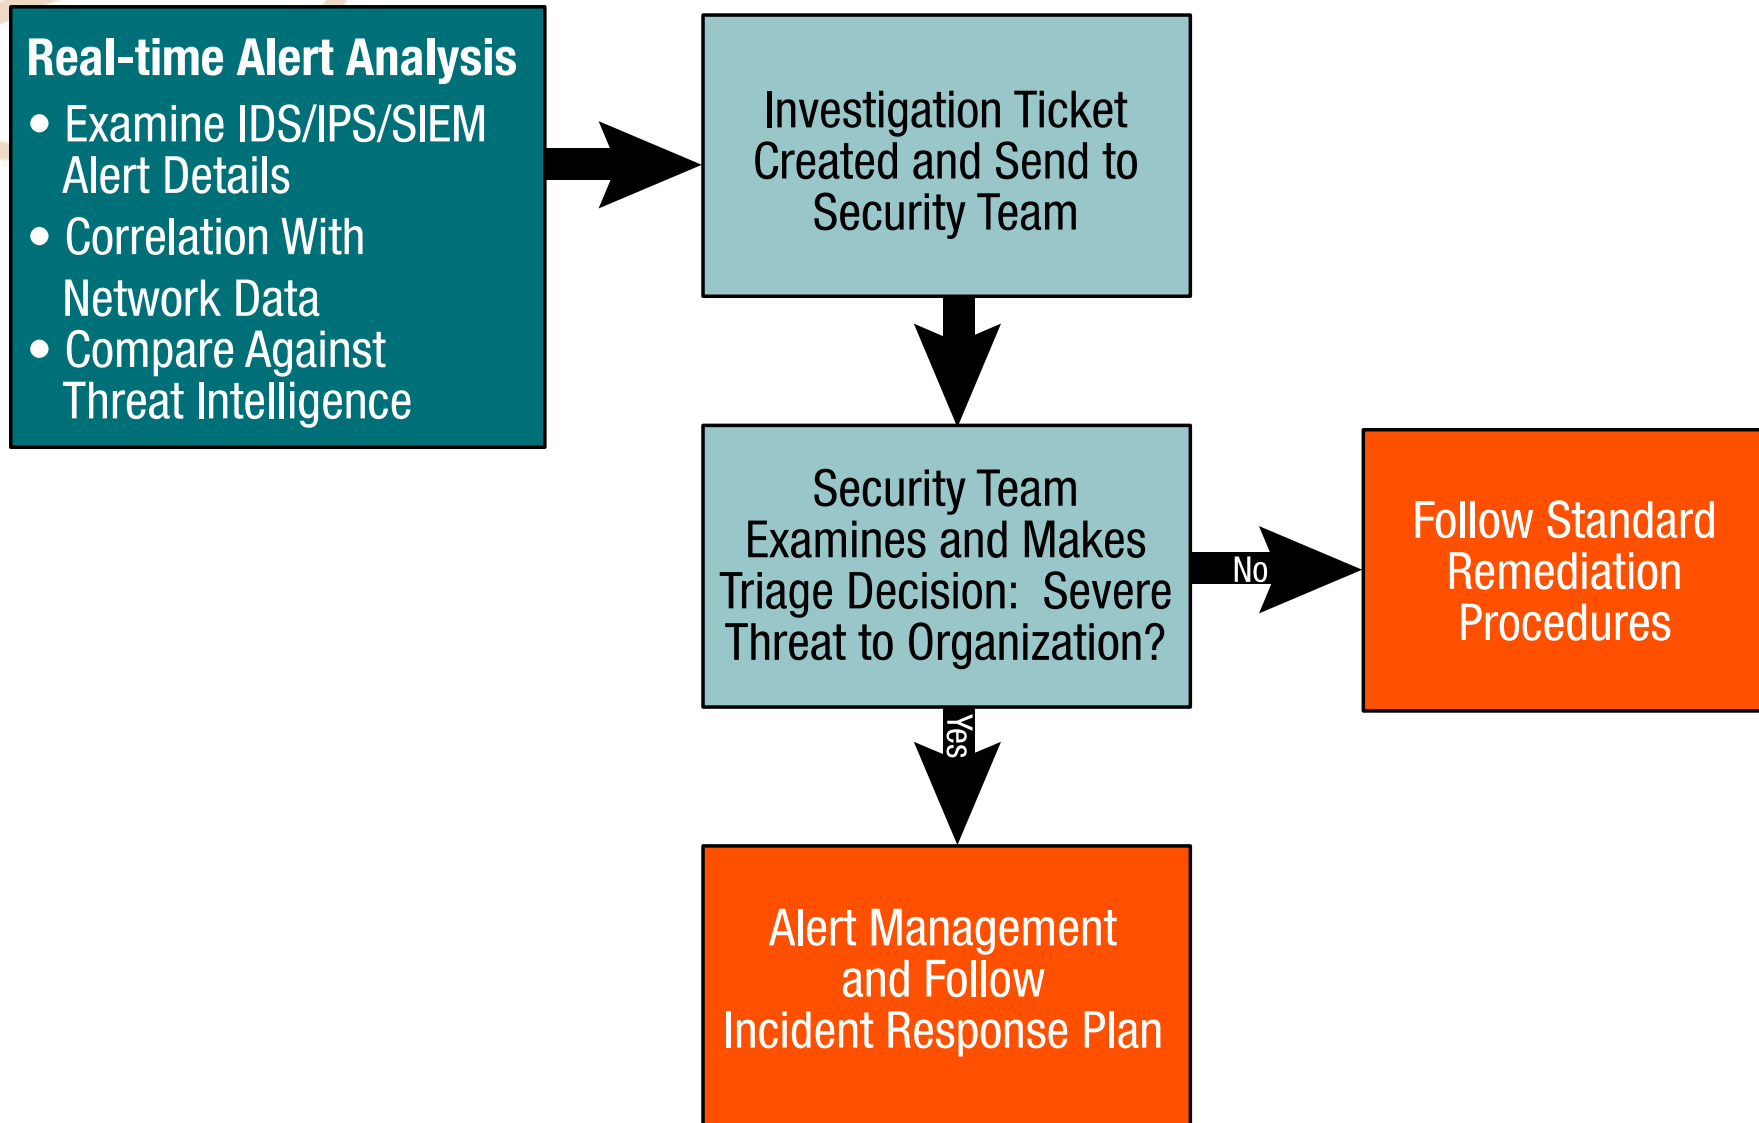 Real-time Alert Analysis
• Examine IDS/IPS/SIEM
Alert Details
• Correlation With
Network Data
• Compare Against
Threat Intelligence
Investigation Ticket
Created and Send to
Security Team
Security Team
Examines and Makes
Triage Decision:  Severe
Threat to Organization?
No
Follow Standard
Remediation
Procedures
Yes
Alert Management
and Follow
Incident Response Plan